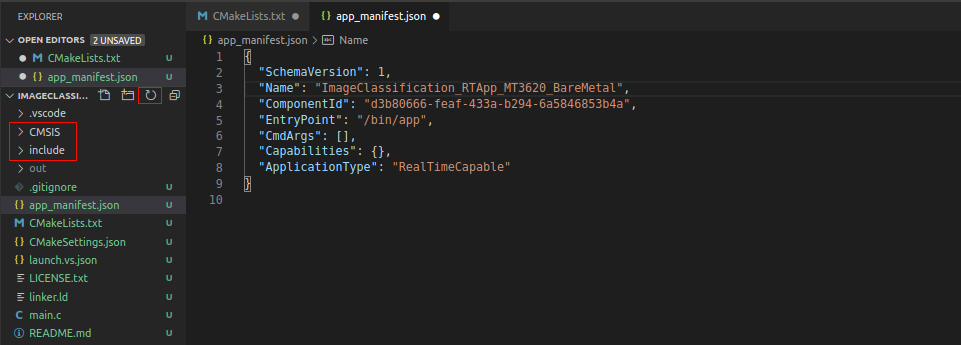 EXPLORER
OPEN EDITORS 2 UNSAVED
CMakeLists.txt U
app_manifest.json U
IMAGECLASSI...
.vscode
CMSIS
include
out
.gitignore U
app_manifest.json U
CMakeLists.txt U
CMakeSettings.json U
launch.vs.json U
LICENSE.txt U
linker.ld U
main.c U
README.md U
CMakeLists.txt app_manifest.json
app_manifest.json > Name
1 {
2 "SchemaVersion": 1,
3 "Name": "ImageClassification_RTApp_MT3620_BareMetal",
4 "ComponentId": "d3b80666-feaf-433a-b294-6a5846853b4a",
5 "EntryPoint": "/bin/app",
6 "CmdArgs": [],
7 "Capabilities": {},
8 "ApplicationType": "RealTimeCapable"
9 }
10